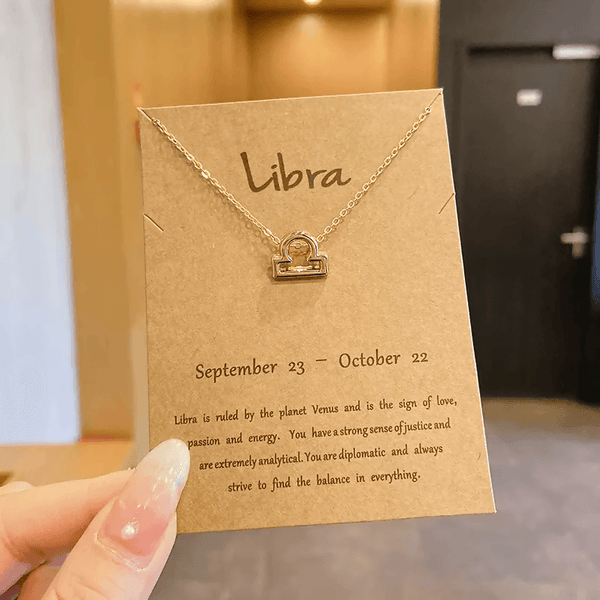 Libra
September 23 – October 22
Libra is ruled by the planet Venus and is the sign of love,
passion and energy. You have a strong sense of justice and
are extremely analytical. You are diplomatic and always
strive to find the balance in everything.